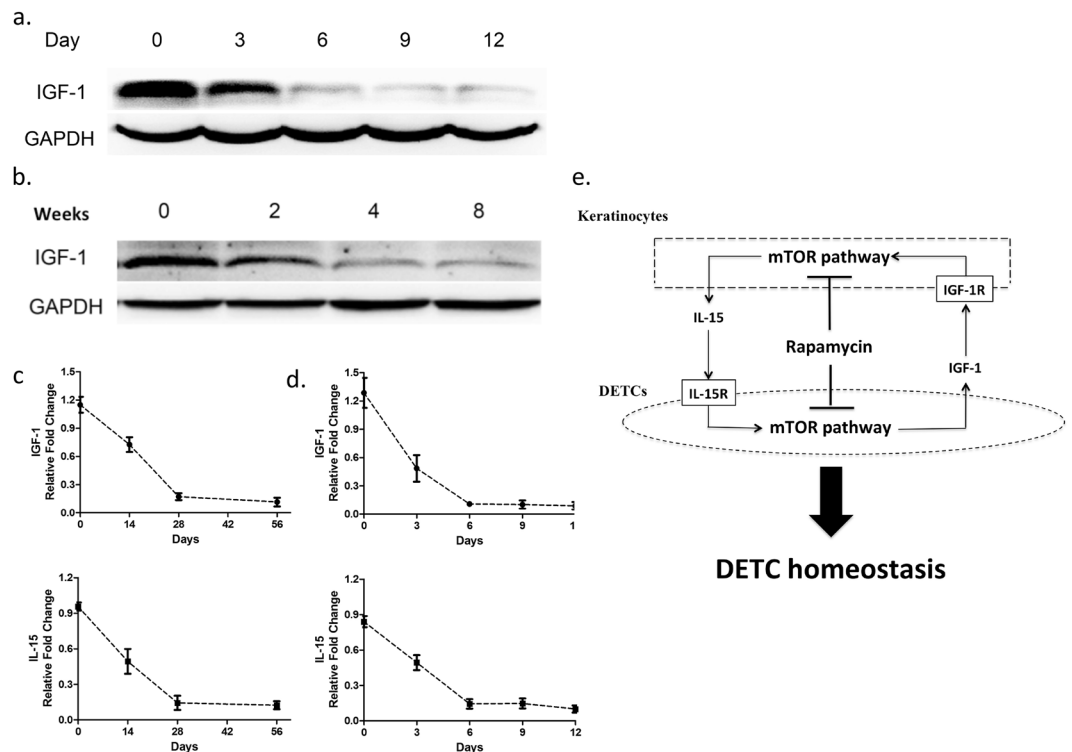 a.
Day 0 3 6 9 12
IGF-1
GAPDH
b.
Weeks 0 2 4 8
IGF-1
GAPDH
c
IGF-1
Relative Fold Change
1.5
1.2
0.9
0.6
0.3
0.0
0 14 28 42 56
Days
IL-15
Relative Fold Change
1.2
0.9
0.6
0.3
0.0
0 14 28 42 56
Days
d.
IGF-1
Relative Fold Change
1.5
1.2
0.9
0.6
0.3
0.0
0 3 6 9 1
Days
IL-15
Relative Fold Change
1.2
0.9
0.6
0.3
0.0
0 3 6 9 12
Days
e.
Keratinocytes
mTOR pathway
IGF-1R
IL-15
Rapamycin
IGF-1
DETCs
IL-15R
mTOR pathway
DETC homeostasis